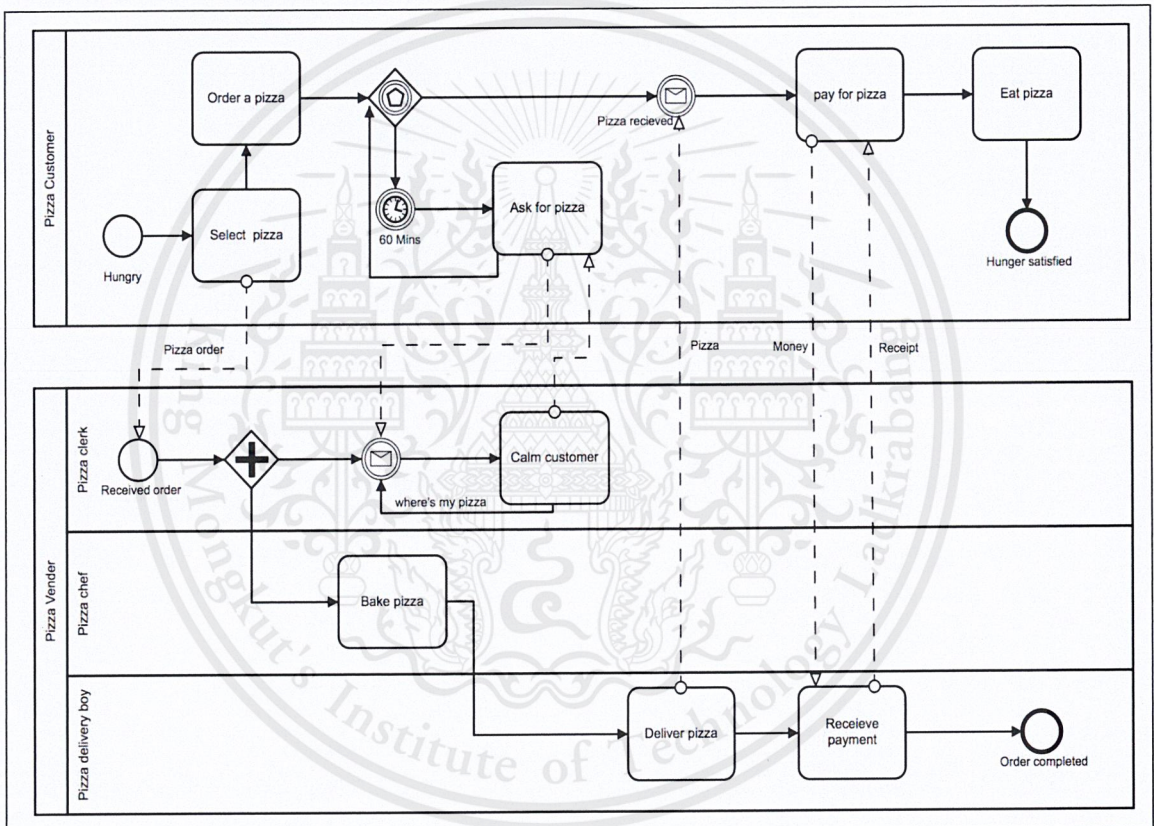 Pizza Customer
Order a pizza
pay for pizza
Eat pizza
Pizza recieved
Ask for pizza
Select pizza
60 Mins
Hungry
Hunger satisfied
Pizza order
Pizza
Money
Receipt
Pizza Vender
Pizza clerk
Calm customer
Received order
where's my pizza
Pizza chef
Bake pizza
Pizza delivery boy
Deliver pizza
Receieve
payment
Order completed
Mongkut's Institute of Technology Ladkrabang